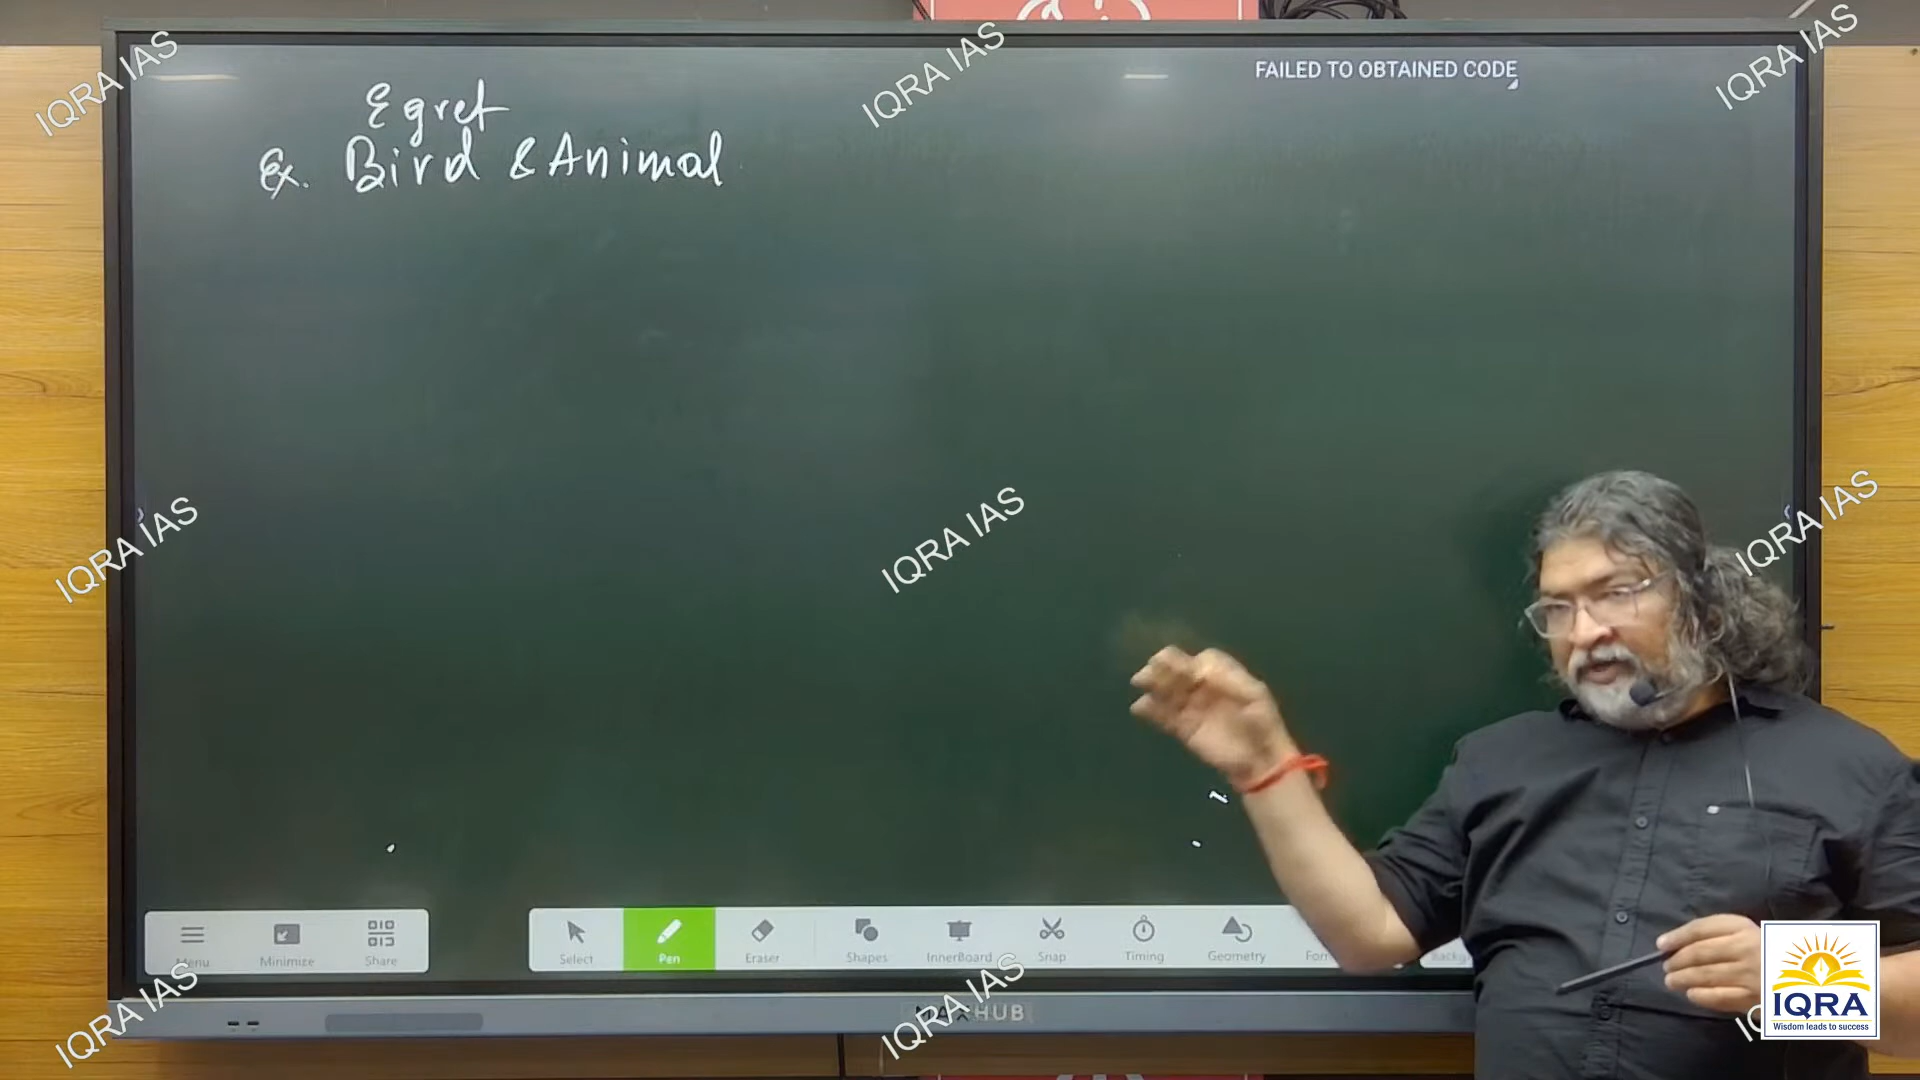 IQRA IAS
IQRA IAS
IQRA IAS
FAILED TO OBTAINED CODE
Egret
Ex. Bird & Animal
IQRA IAS
IQRA IAS
IQRA IAS
Menu
Minimize
Share
Select
Pen
Eraser
Shapes
InnerBoard
Snap
Timing
Geometry
IQRA IAS
IQRA IAS
IQRA
Wisdom leads to success